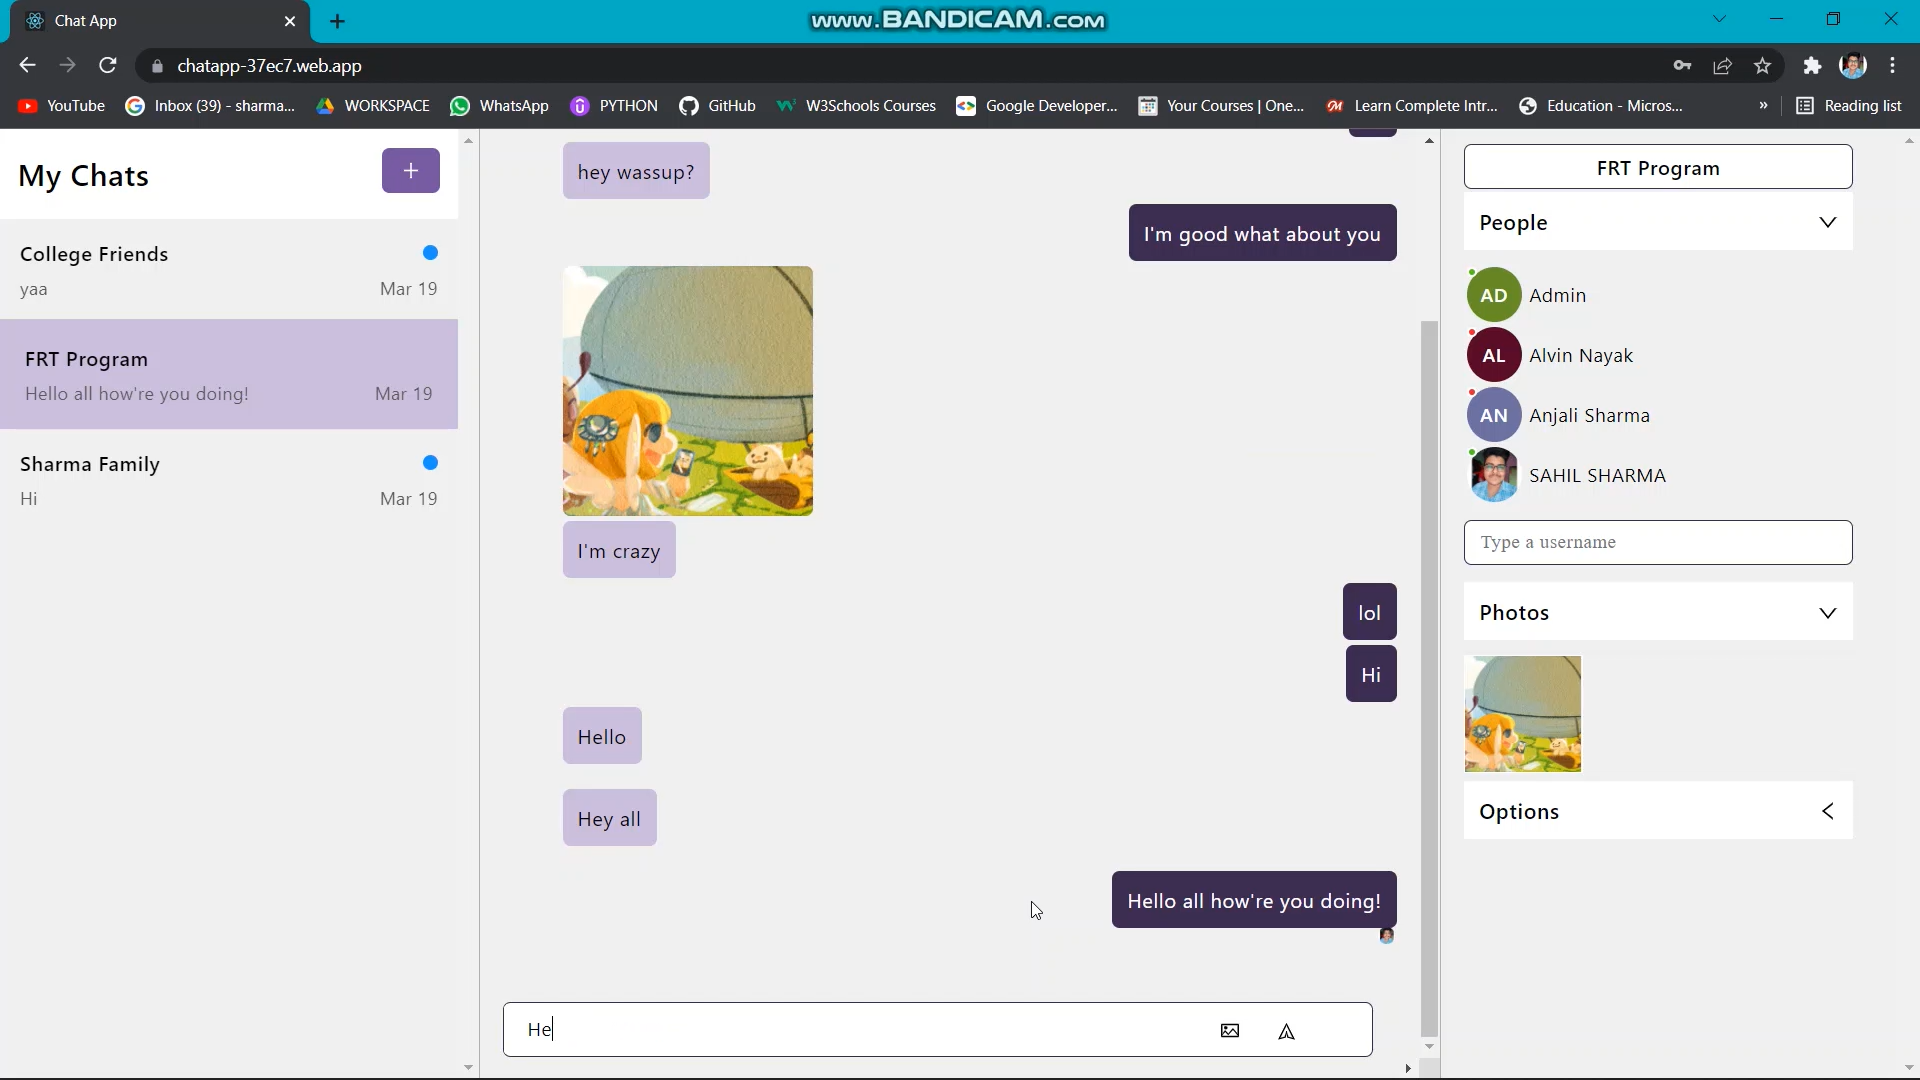 Chat App
www.BANDICAM.com
chatapp-37ec7.web.app
YouTube
Inbox (39) - sharma...
WORKSPACE
WhatsApp
PYTHON
GitHub
W3Schools Courses
Google Developer...
Your Courses | One...
Learn Complete Intr...
Education - Micros...
»
Reading list
My Chats
+
College Friends
yaa
Mar 19
FRT Program
Hello all how're you doing!
Mar 19
Sharma Family
Hi
Mar 19
hey wassup?
I'm good what about you
I'm crazy
lol
Hi
Hello
Hey all
Hello all how're you doing!
He
FRT Program
People
AD Admin
AL Alvin Nayak
AN Anjali Sharma
SAHIL SHARMA
Type a username
Photos
Options